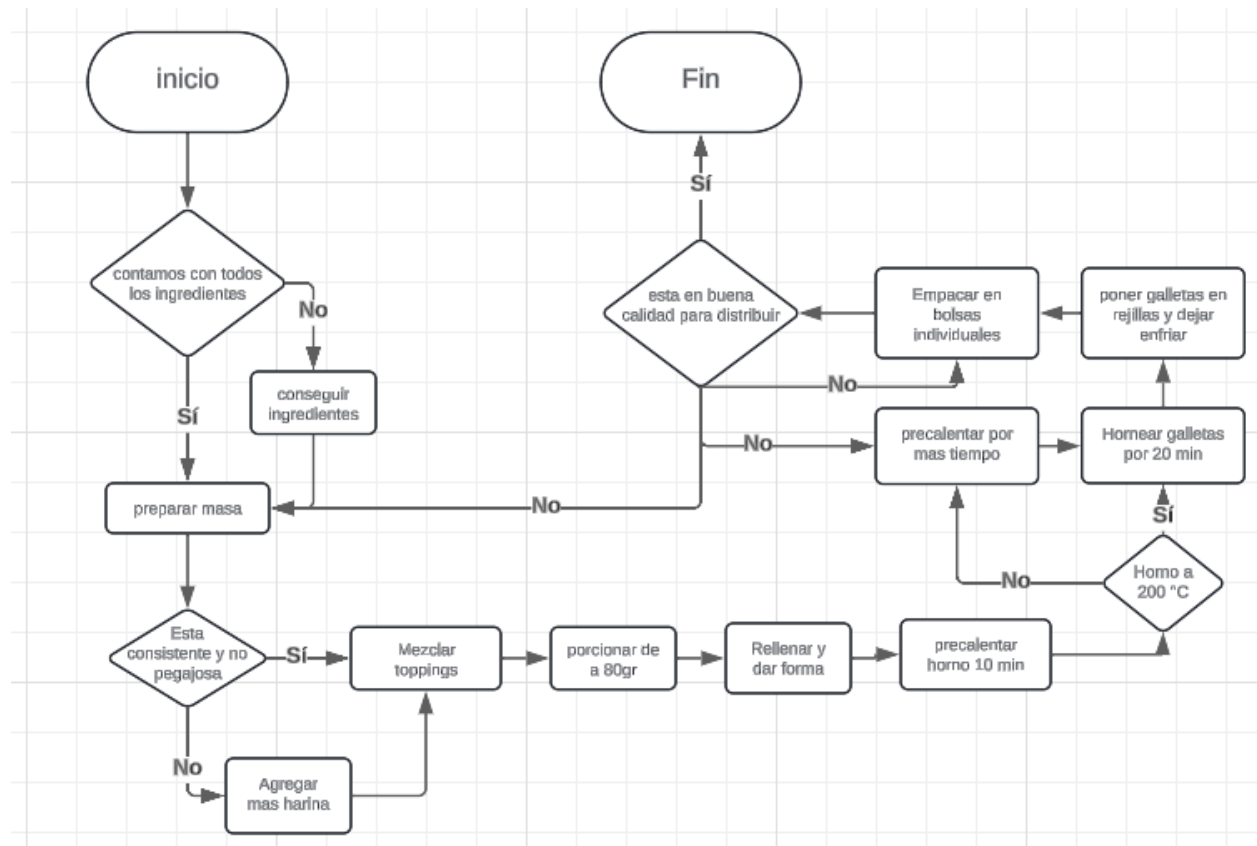 inicio
contamos con todos
los ingredientes
No
conseguir
ingredientes
Sí
preparar masa
Esta
consistente y no
pegajosa
No
Agregar
mas harina
Sí
Mezclar
toppings
porcionar de
a 80gr
Rellenar y
dar forma
precalentar
horno 10 min
Horno a
200 °C
No
precalentar por
mas tiempo
Sí
Hornear galletas
por 20 min
poner galletas en
rejillas y dejar
enfriar
Empacar en
bolsas
individuales
esta en buena
calidad para distribuir
No
No
No
Sí
Fin